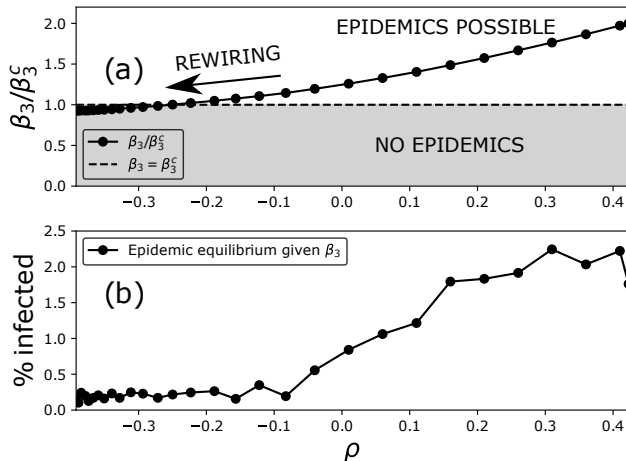 EPIDEMICS POSSIBLE
(a)
REWIRING
NO EPIDEMICS
β₃/β₃ᶜ
β₃/β₃ᶜ
β₃ = β₃ᶜ
2.0
1.5
1.0
0.5
0.0
−0.3 −0.2 −0.1 0.0 0.1 0.2 0.3 0.4
Epidemic equilibrium given β₃
(b)
% infected
2.5
2.0
1.5
1.0
0.5
0.0
−0.3 −0.2 −0.1 0.0 0.1 0.2 0.3 0.4
ρ